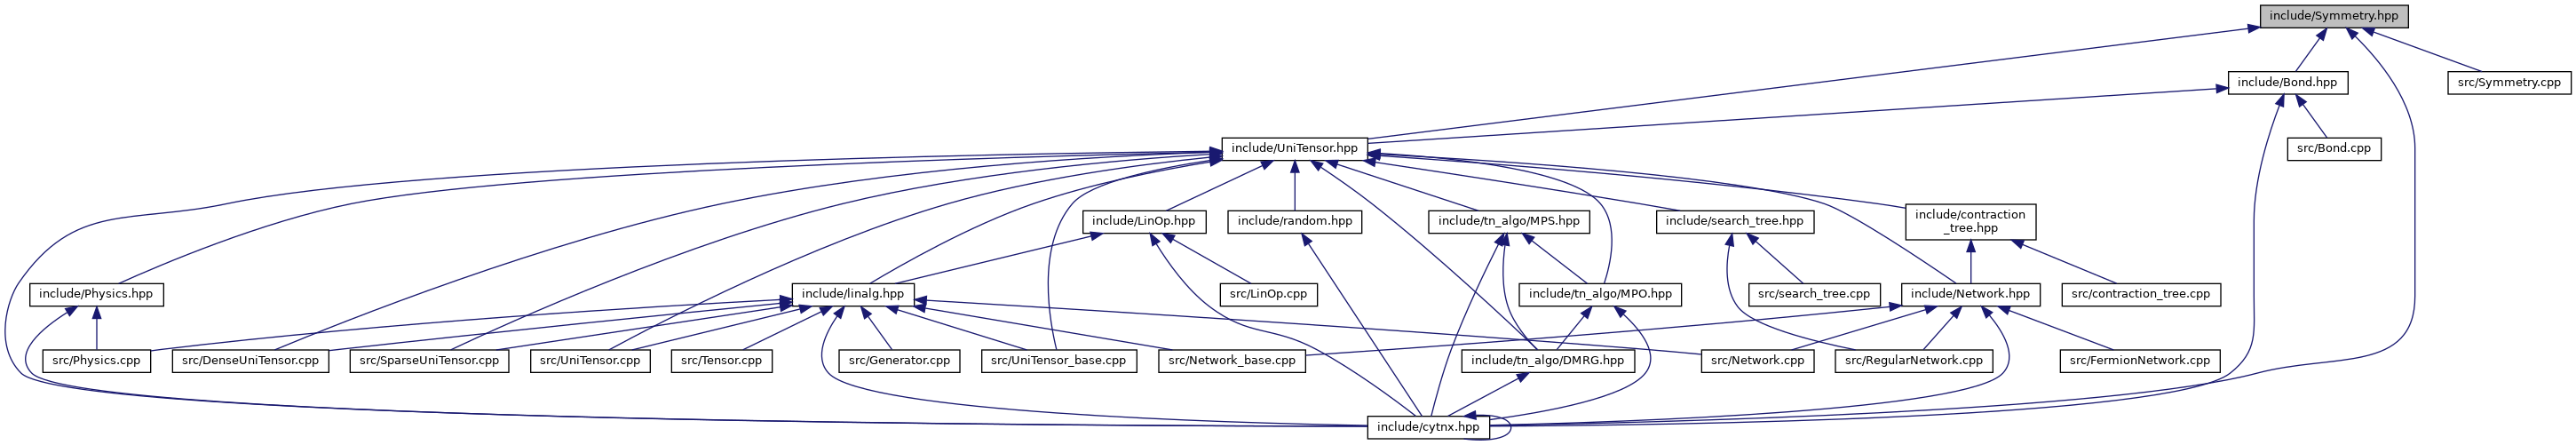 include/Symmetry.hpp
include/Bond.hpp
src/Symmetry.cpp
include/UniTensor.hpp
src/Bond.cpp
include/LinOp.hpp
include/random.hpp
include/tn_algo/MPS.hpp
include/search_tree.hpp
include/contraction
_tree.hpp
include/Physics.hpp
include/linalg.hpp
src/LinOp.cpp
include/tn_algo/MPO.hpp
src/search_tree.cpp
include/Network.hpp
src/contraction_tree.cpp
src/Physics.cpp
src/DenseUniTensor.cpp
src/SparseUniTensor.cpp
src/UniTensor.cpp
src/Tensor.cpp
src/Generator.cpp
src/UniTensor_base.cpp
src/Network_base.cpp
include/tn_algo/DMRG.hpp
src/Network.cpp
src/RegularNetwork.cpp
src/FermionNetwork.cpp
include/cytnx.hpp